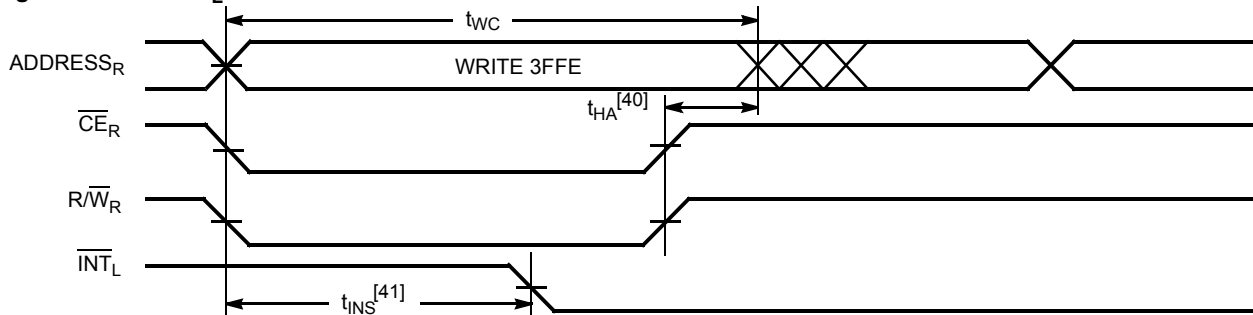 t_WC
ADDRESS_R
WRITE 3FFE
t_HA[40]
CE_R
R/W_R
INT_L
t_INS[41]